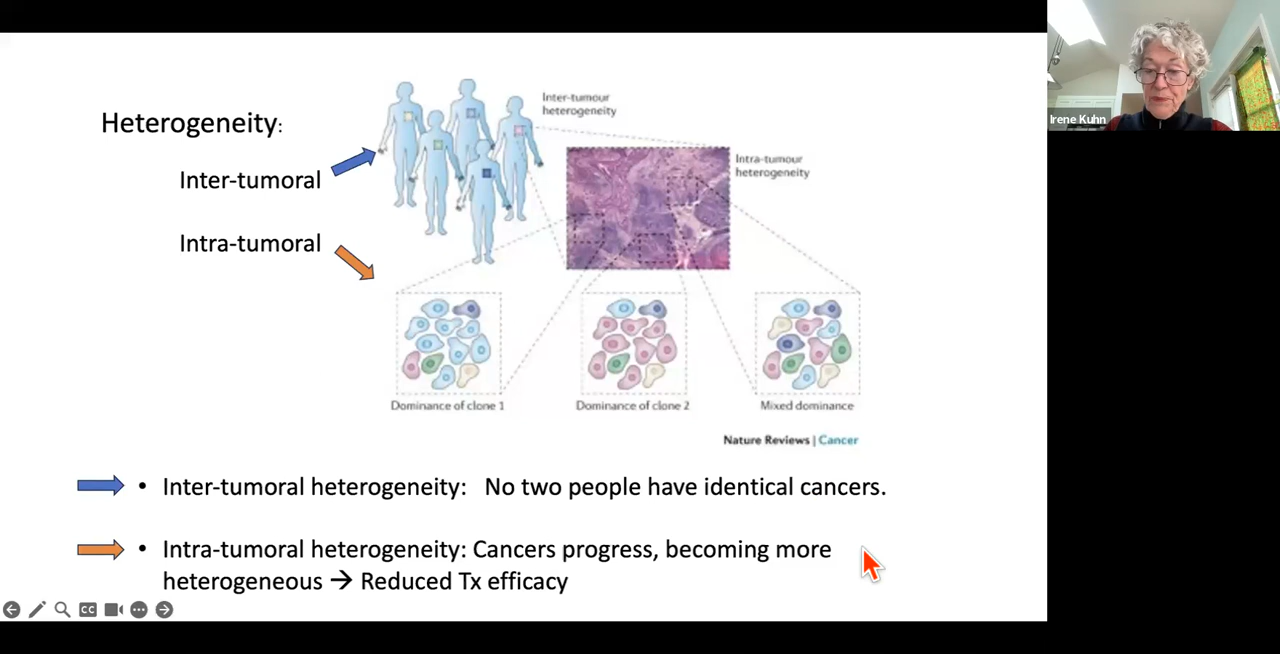 Heterogeneity:
Inter-tumoral
Intra-tumoral
Inter-tumour
heterogeneity
Intra-tumour
heterogeneity
Dominance of clone 1
Dominance of clone 2
Mixed dominance
Nature Reviews | Cancer
• Inter-tumoral heterogeneity: No two people have identical cancers.
• Intra-tumoral heterogeneity: Cancers progress, becoming more
heterogeneous → Reduced Tx efficacy
Irene Kuhn
CC